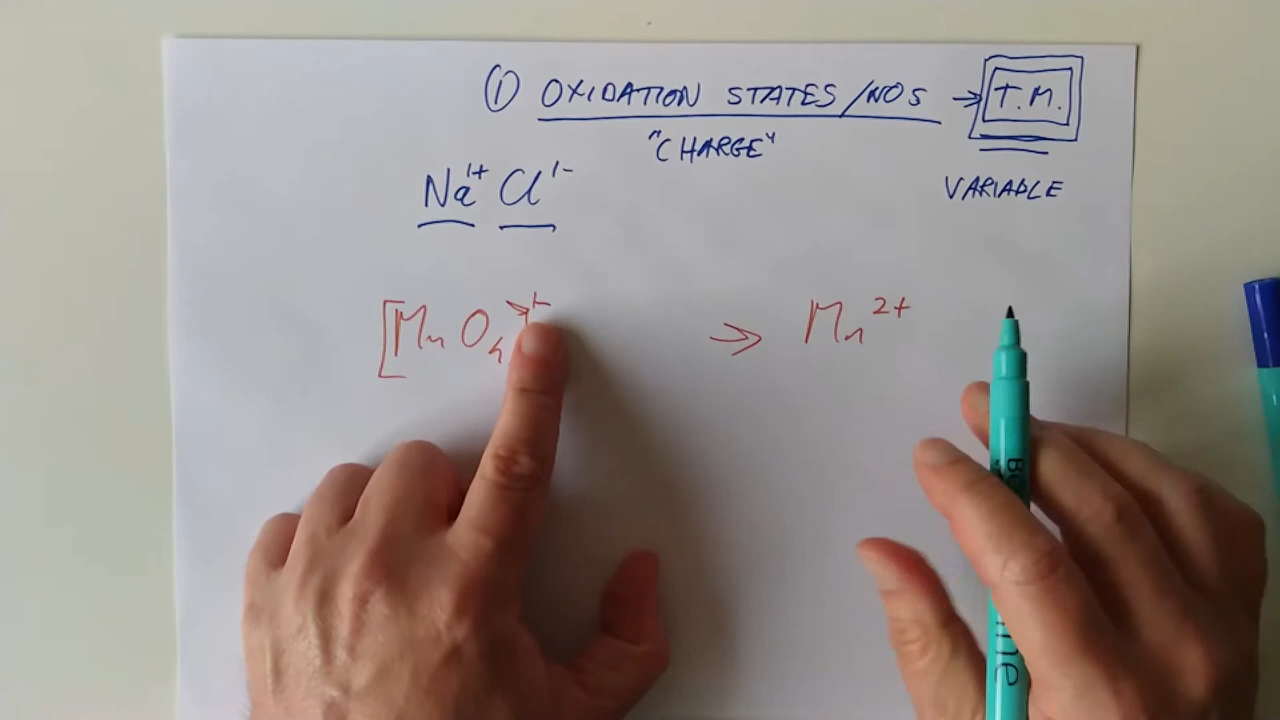 ① OXIDATION STATES/NOS → T.M.
"CHARGE"
Na¹⁺ Cl¹⁻
VARIABLE
[MnO₄]¹⁻ → Mn²⁺